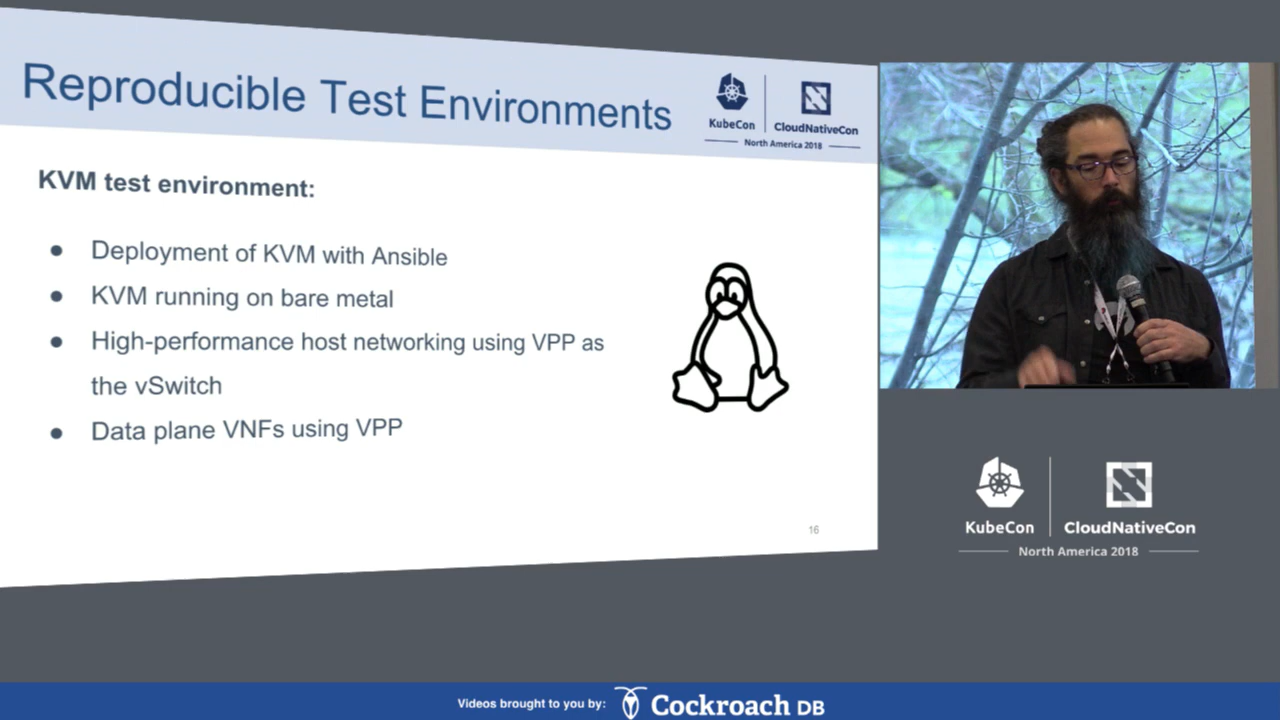 Reproducible Test Environments
KubeCon
CloudNativeCon
North America 2018
KVM test environment:
● Deployment of KVM with Ansible
● KVM running on bare metal
● High-performance host networking using VPP as
the vSwitch
● Data plane VNFs using VPP
16
KubeCon
CloudNativeCon
North America 2018
Videos brought to you by:
Cockroach DB